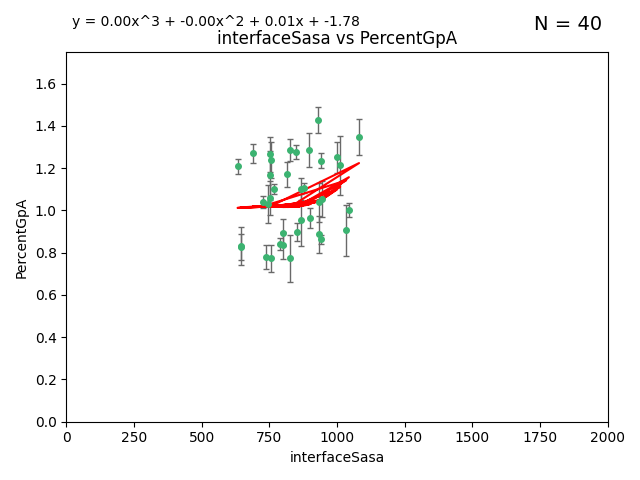 y = 0.00x^3 + -0.00x^2 + 0.01x + -1.78
N = 40
interfaceSasa vs PercentGpA
PercentGpA
1.6
1.4
1.2
1.0
0.8
0.6
0.4
0.2
0.0
0 250 500 750 1000 1250 1500 1750 2000
interfaceSasa